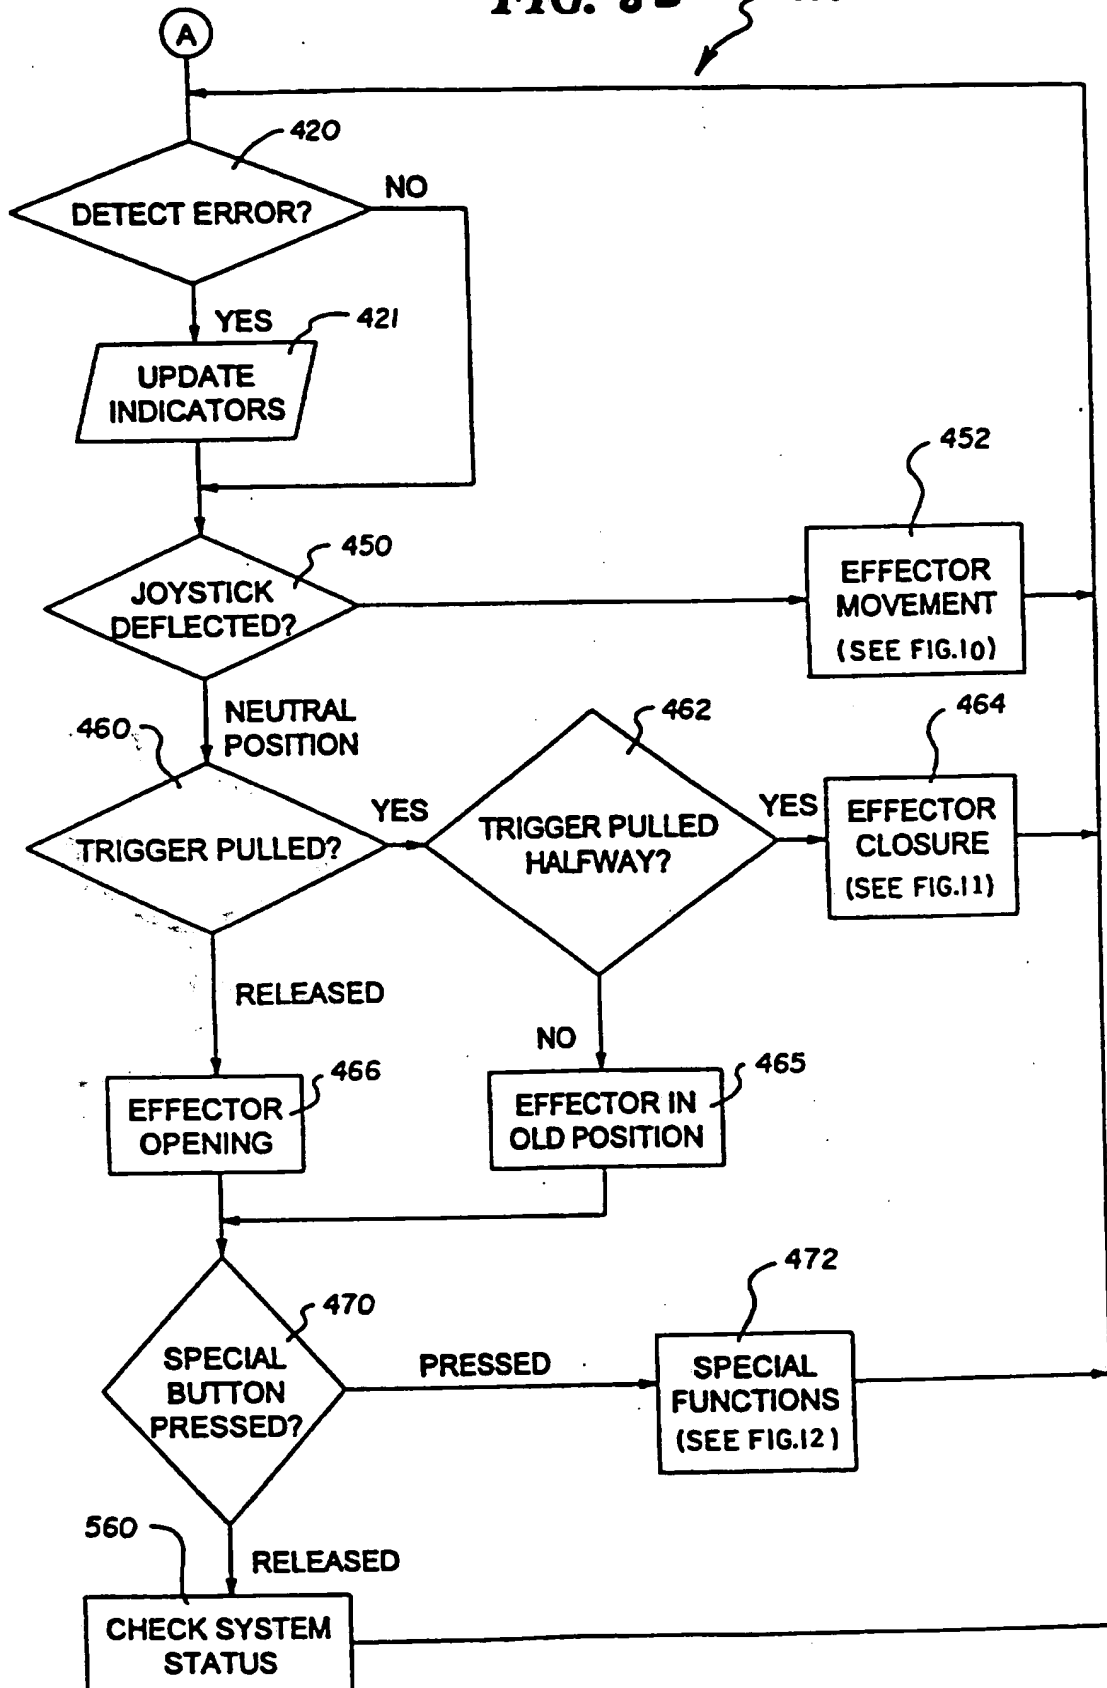 A
420
DETECT ERROR?
NO
YES
421
UPDATE
INDICATORS
452
450
JOYSTICK
DEFLECTED?
EFFECTOR
MOVEMENT
(SEE FIG.10)
NEUTRAL
POSITION
460
462
464
TRIGGER PULLED?
YES
TRIGGER PULLED
HALFWAY?
YES
EFFECTOR
CLOSURE
(SEE FIG.11)
RELEASED
NO
466
EFFECTOR
OPENING
465
EFFECTOR IN
OLD POSITION
470
SPECIAL
BUTTON
PRESSED?
PRESSED
472
SPECIAL
FUNCTIONS
(SEE FIG.12)
560
RELEASED
CHECK SYSTEM
STATUS